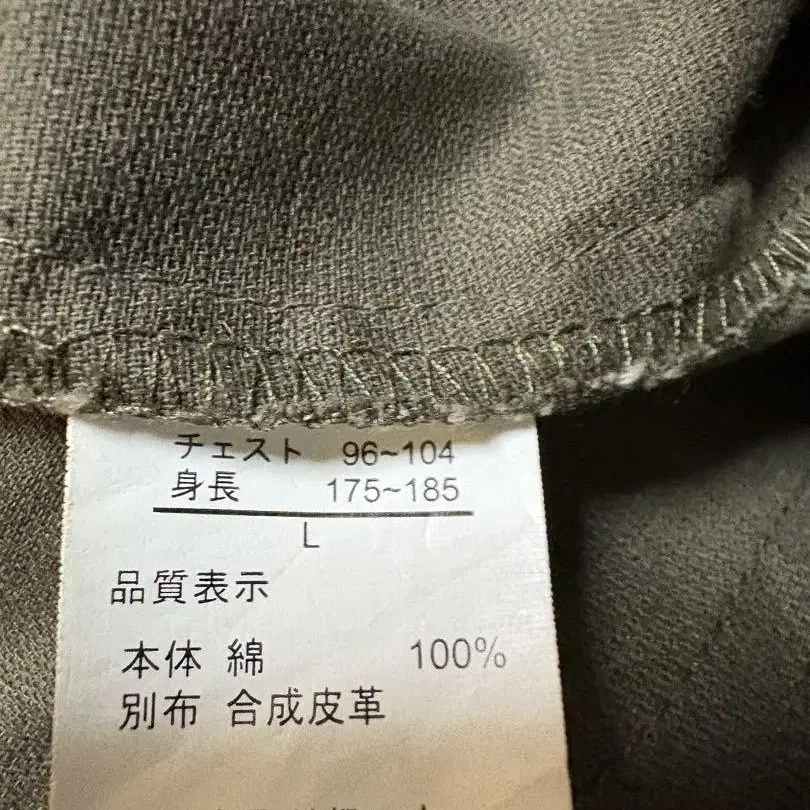 チェスト 96~104
身長 175~185
L
品質表示
本体 綿 100%
別布 合成皮革